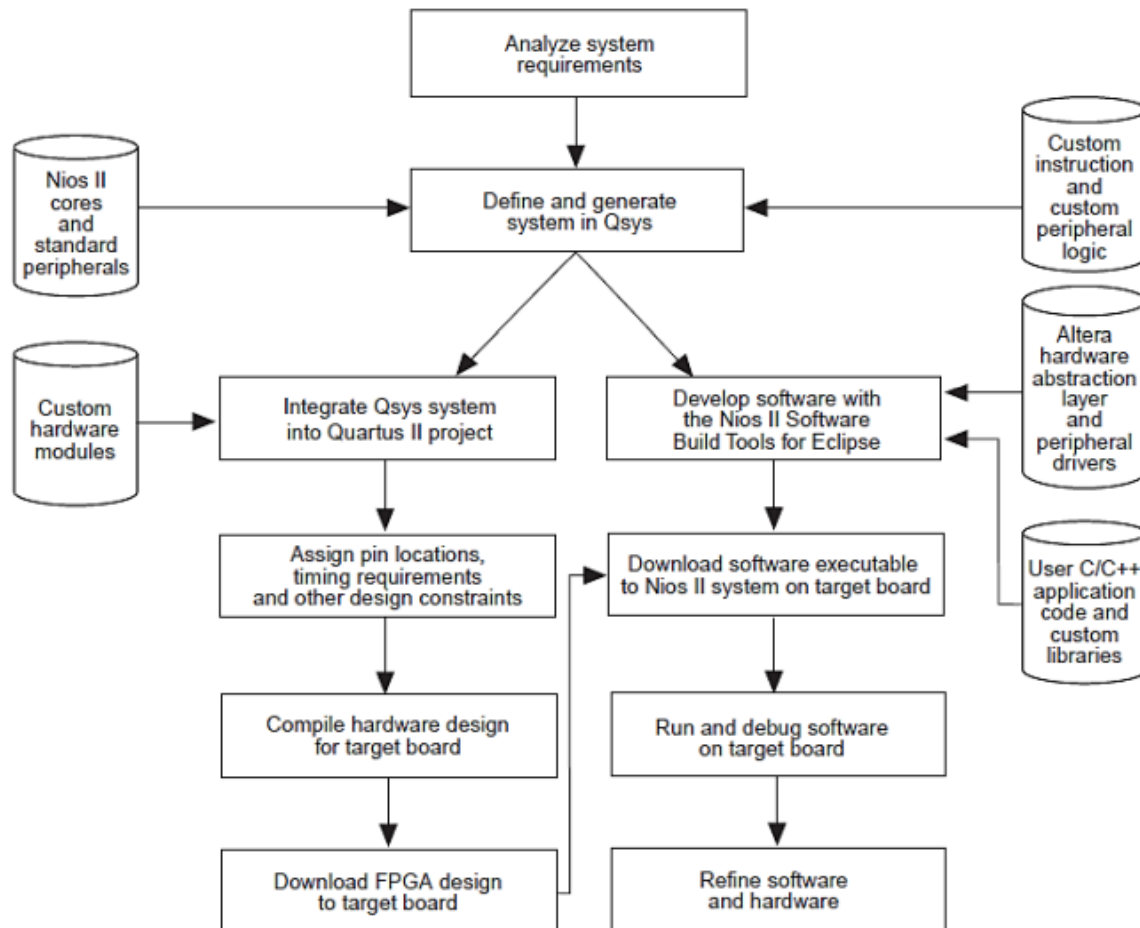 Analyze system
requirements
Nios II
cores
and
standard
peripherals
Define and generate
system in Qsys
Custom
instruction
and
custom
peripheral
logic
Custom
hardware
modules
Integrate Qsys system
into Quartus II project
Develop software with
the Nios II Software
Build Tools for Eclipse
Altera
hardware
abstraction
layer
and
peripheral
drivers
Assign pin locations,
timing requirements
and other design constraints
Download software executable
to Nios II system on target board
User C/C++
application
code and
custom
libraries
Compile hardware design
for target board
Run and debug software
on target board
Download FPGA design
to target board
Refine software
and hardware